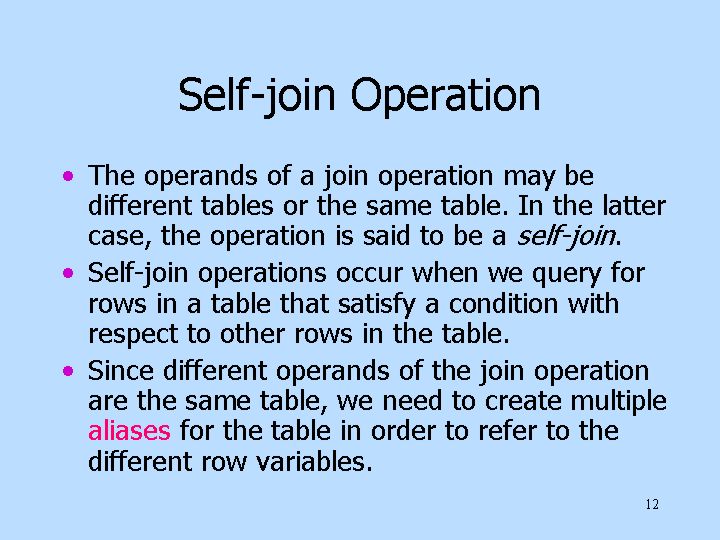 Self-join Operation
• The operands of a join operation may be
different tables or the same table. In the latter
case, the operation is said to be a self-join.
• Self-join operations occur when we query for
rows in a table that satisfy a condition with
respect to other rows in the table.
• Since different operands of the join operation
are the same table, we need to create multiple
aliases for the table in order to refer to the
different row variables.
12